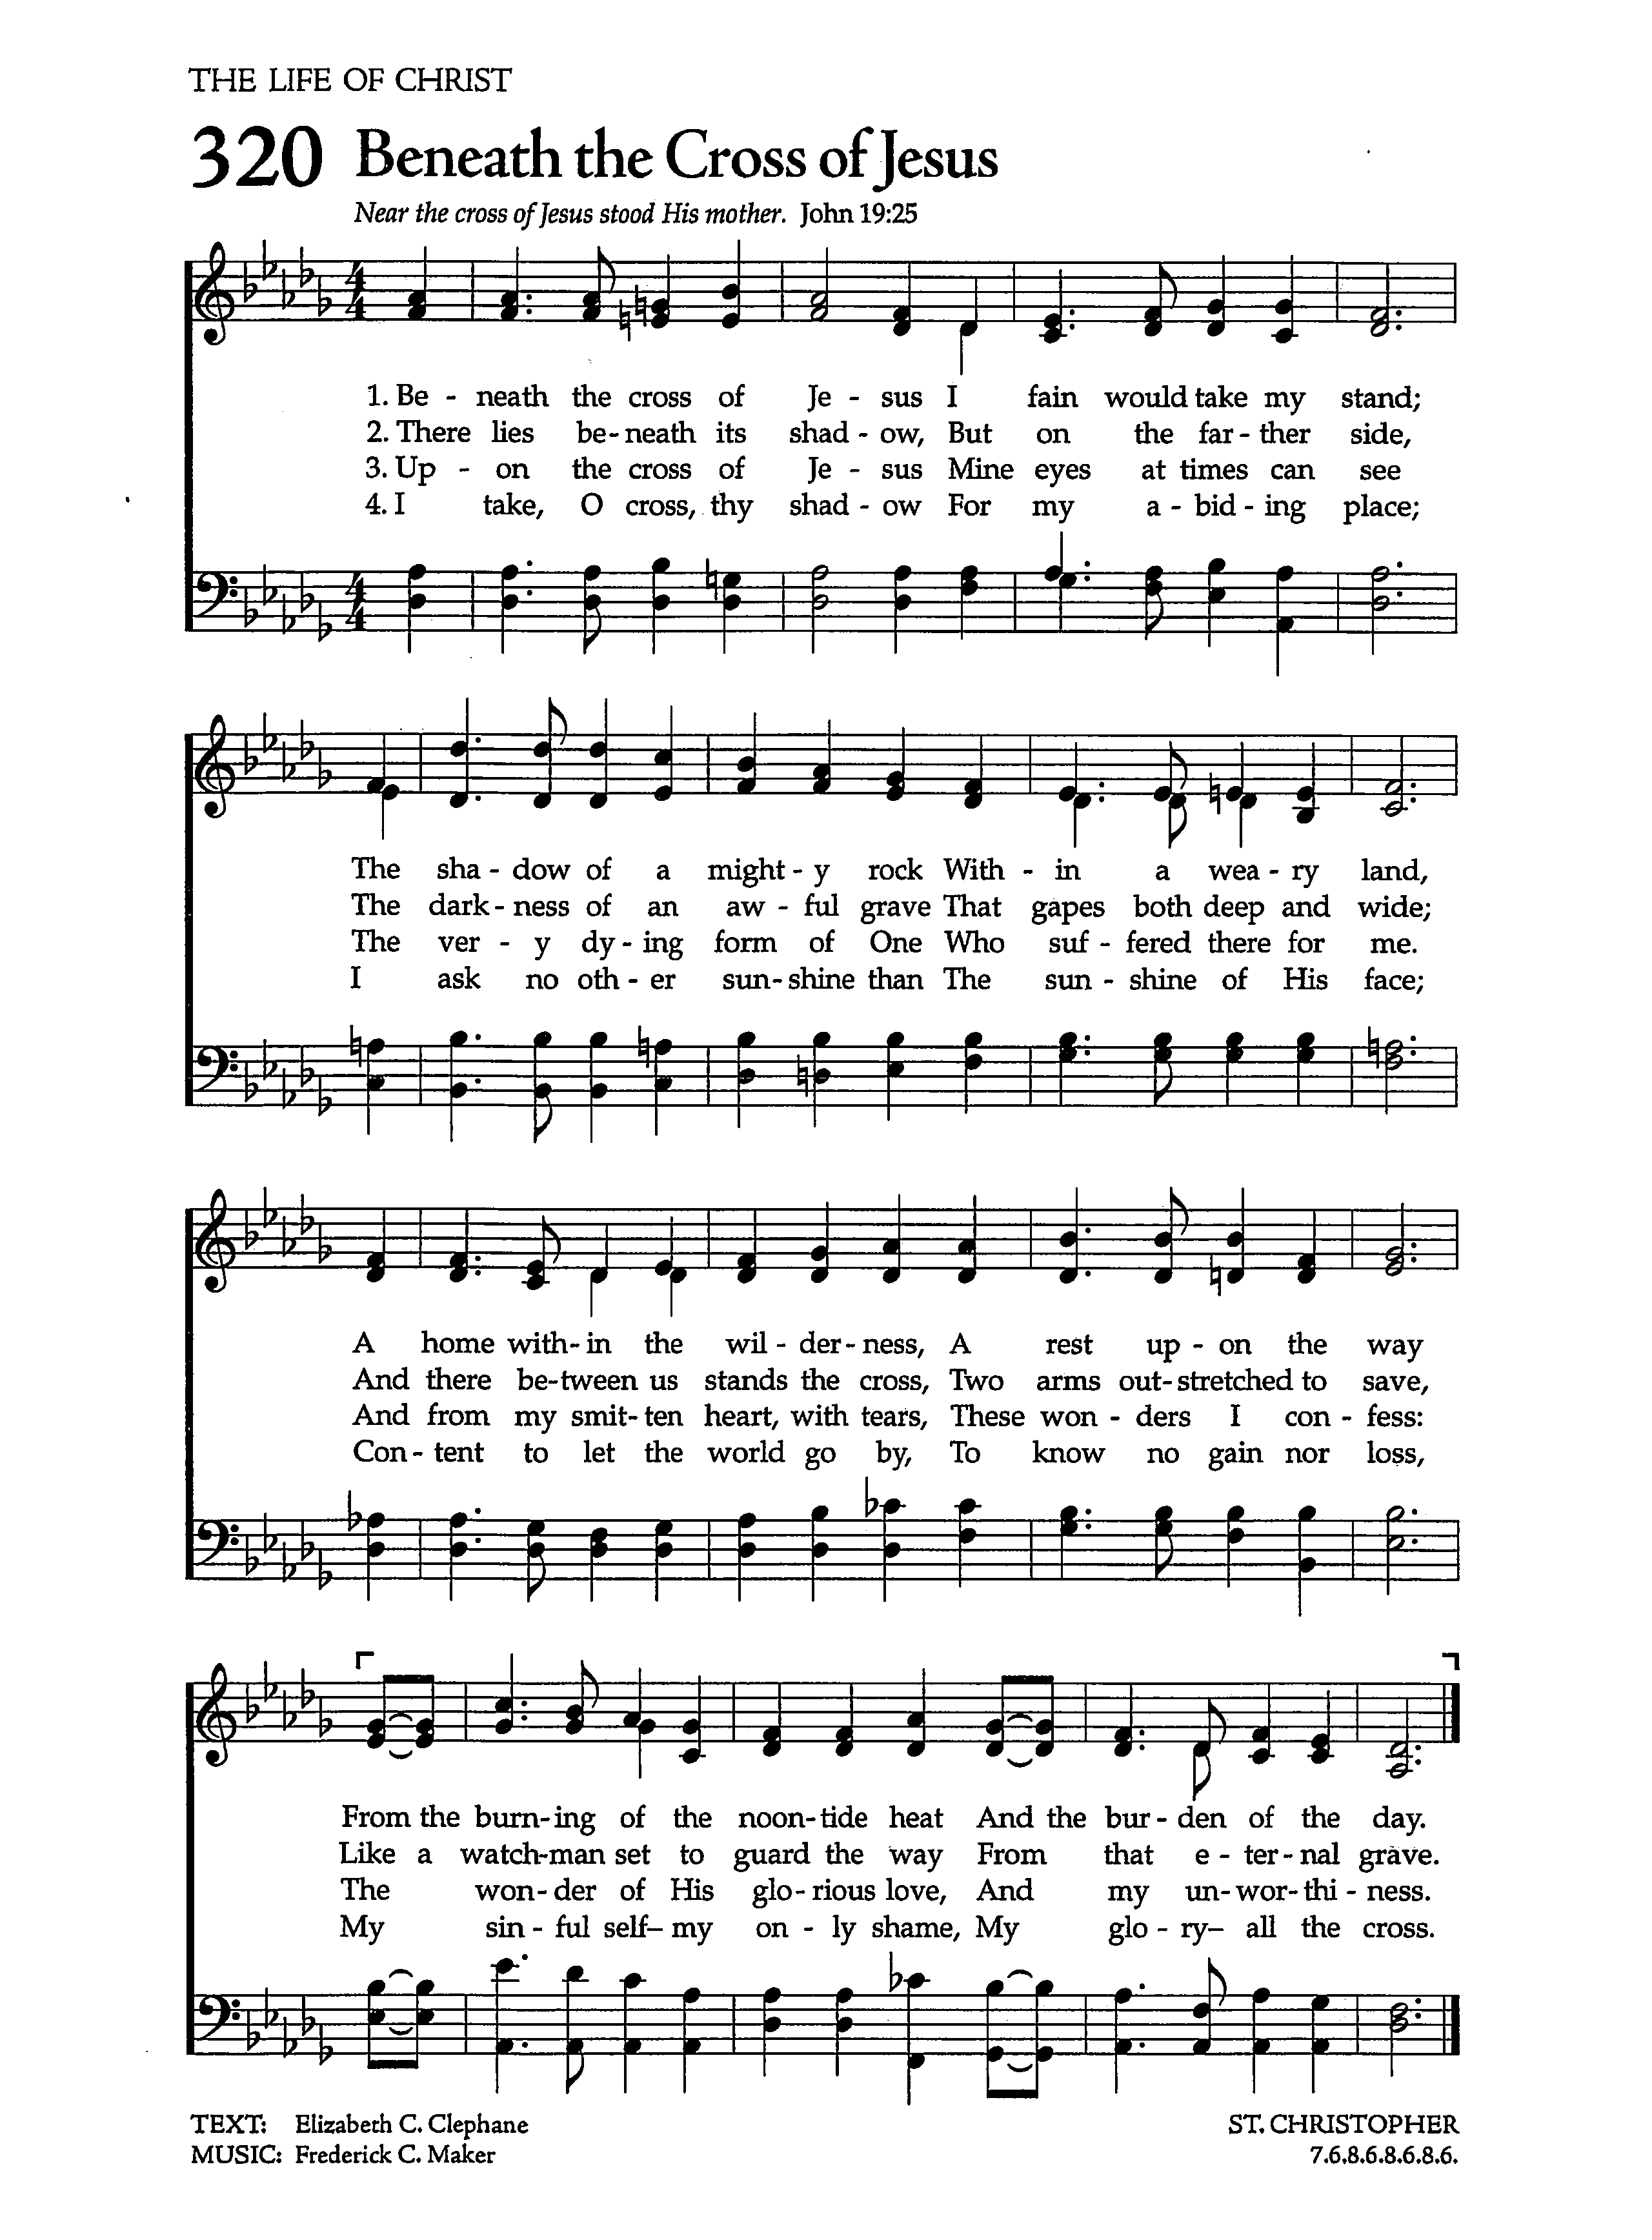 THE LIFE OF CHRIST
320 Beneath the Cross of Jesus
Near the cross of Jesus stood His mother. John 19:25
1. Be - neath the cross of Je - sus I fain would take my stand;
2. There lies be - neath its shad - ow, But on the far - ther side,
3. Up - on the cross of Je - sus Mine eyes at times can see
4. I take, O cross, thy shad - ow For my a - bid - ing place;
The sha - dow of a might - y rock With - in a wea - ry land,
The dark - ness of an aw - ful grave That gapes both deep and wide;
The ver - y dy - ing form of One Who suf - fered there for me.
I ask no oth - er sun - shine than The sun - shine of His face;
A home with - in the wil - der - ness, A rest up - on the way
And there be - tween us stands the cross, Two arms out - stretched to save,
And from my smit - ten heart, with tears, These won - ders I con - fess:
Con - tent to let the world go by, To know no gain nor loss,
From the burn - ing of the noon - tide heat And the bur - den of the day.
Like a watch - man set to guard the way From that e - ter - nal grave.
The won - der of His glo - rious love, And my un - wor - thi - ness.
My sin - ful self– my on - ly shame, My glo - ry– all the cross.
TEXT: Elizabeth C. Clephane ST. CHRISTOPHER
MUSIC: Frederick C. Maker 7.6.8.6.8.6.8.6.